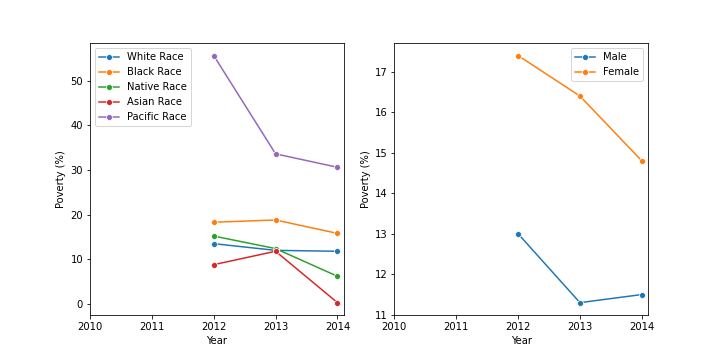 White Race
Black Race
Native Race
Asian Race
Pacific Race
Poverty (%)
50
40
30
20
10
0
2010 2011 2012 2013 2014
Year
Male
Female
Poverty (%)
17
16
15
14
13
12
11
2010 2011 2012 2013 2014
Year